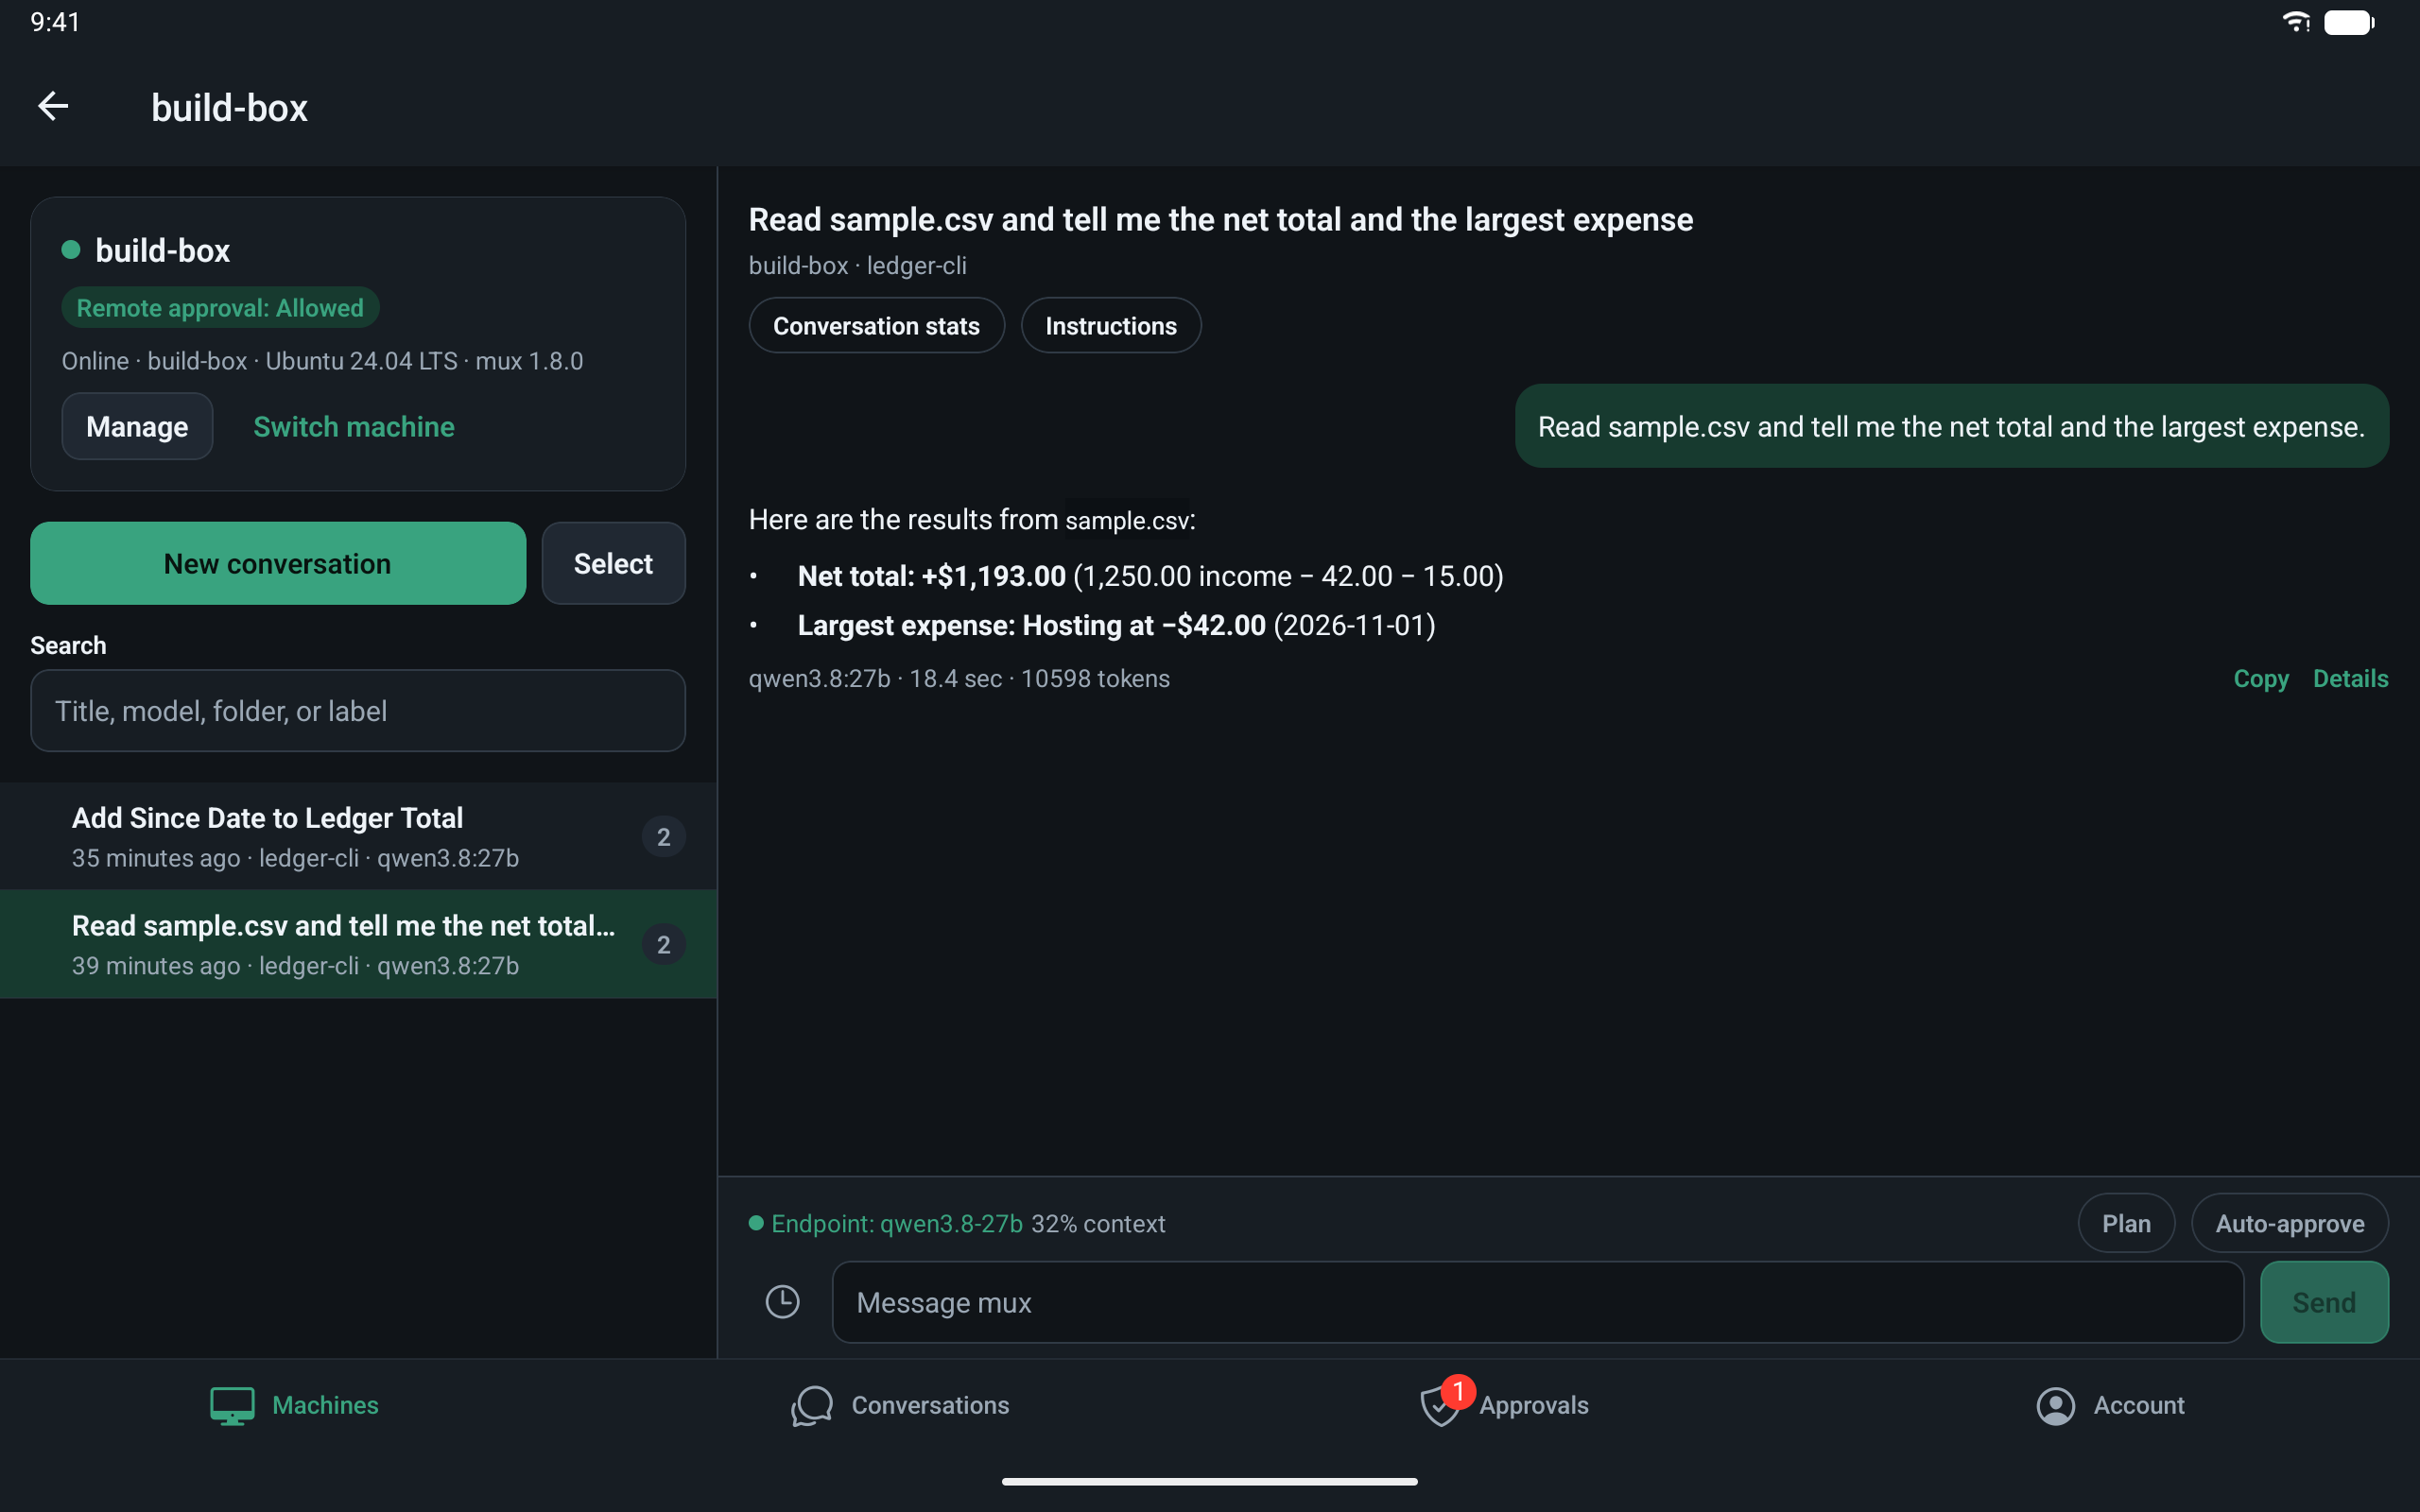 9:41
build-box
build-box
Remote approval: Allowed
Online · build-box · Ubuntu 24.04 LTS · mux 1.8.0
Manage
Switch machine
New conversation
Select
Search
Title, model, folder, or label
Add Since Date to Ledger Total
35 minutes ago · ledger-cli · qwen3.8:27b
2
Read sample.csv and tell me the net total...
39 minutes ago · ledger-cli · qwen3.8:27b
2
Read sample.csv and tell me the net total and the largest expense
build-box · ledger-cli
Conversation stats
Instructions
Read sample.csv and tell me the net total and the largest expense.
Here are the results from sample.csv:
• Net total: +$1,193.00 (1,250.00 income − 42.00 − 15.00)
• Largest expense: Hosting at −$42.00 (2026-11-01)
qwen3.8:27b · 18.4 sec · 10598 tokens
Copy
Details
Endpoint: qwen3.8-27b 32% context
Plan
Auto-approve
Message mux
Send
Machines
Conversations
1
Approvals
Account